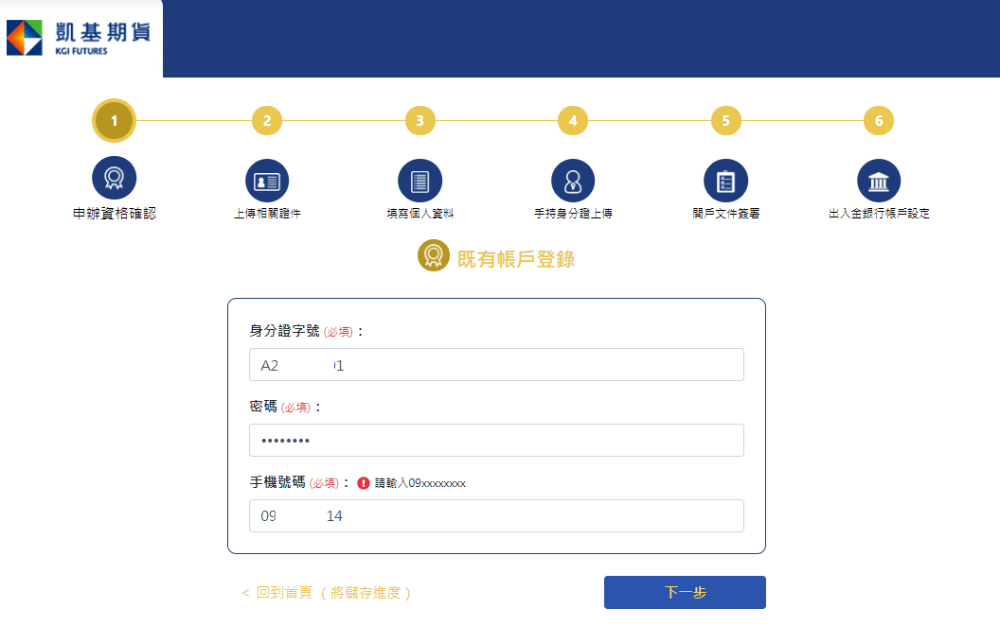 凱基期貨
KGI FUTURES
1 2 3 4 5 6
申辦資格確認 上傳相關證件 填寫個人資料 手持身分證上傳 開戶文件簽署 出入金銀行帳戶設定
既有帳戶登錄
身分證字號 (必填)：
A2 1
密碼 (必填)：
••••••••
手機號碼 (必填)： ! 請輸入09xxxxxxxx
09 14
< 回到首頁 ( 將儲存進度 ) 下一步